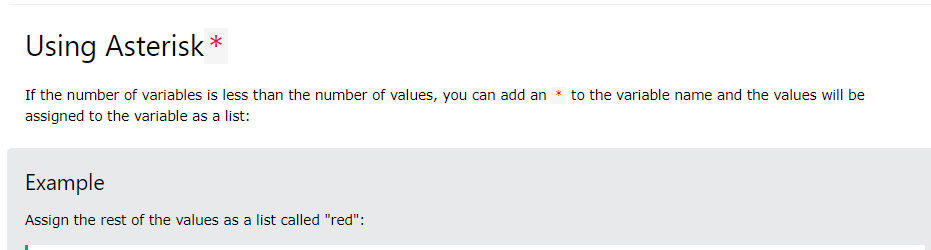 Using Asterisk*
If the number of variables is less than the number of values, you can add an * to the variable name and the values will be
assigned to the variable as a list:
Example
Assign the rest of the values as a list called "red":